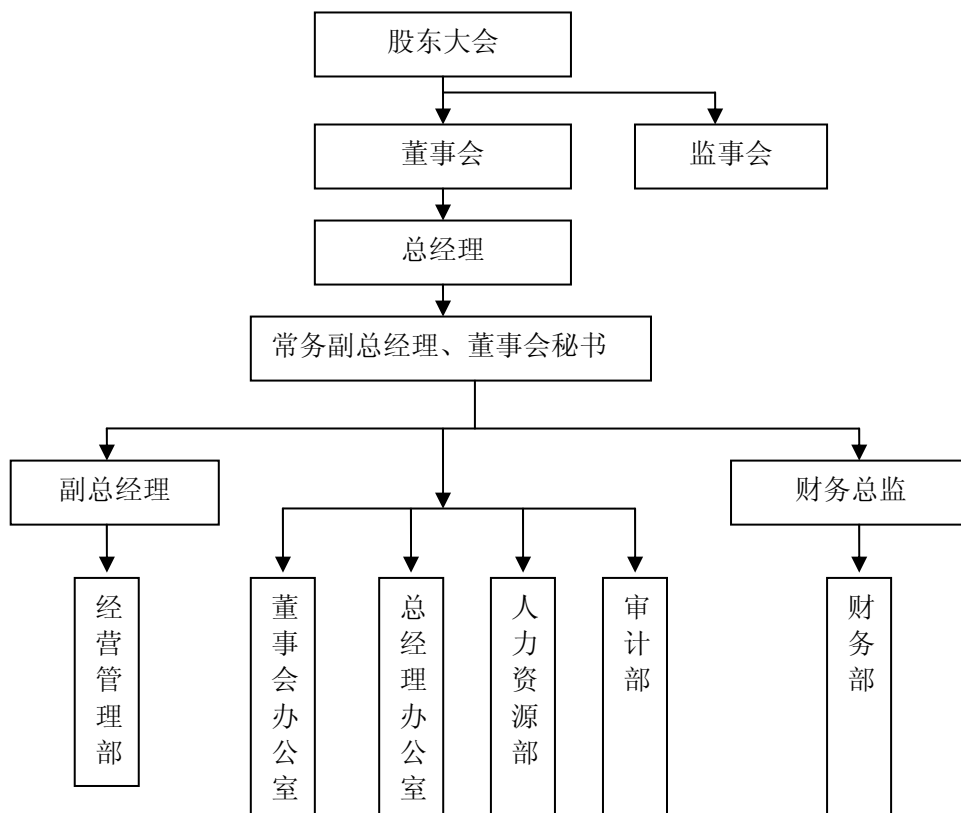 股东大会
董事会
监事会
总经理
常务副总经理、董事会秘书
副总经理
财务总监
经营管理部
董事会办公室
总经理办公室
人力资源部
审计部
财务部